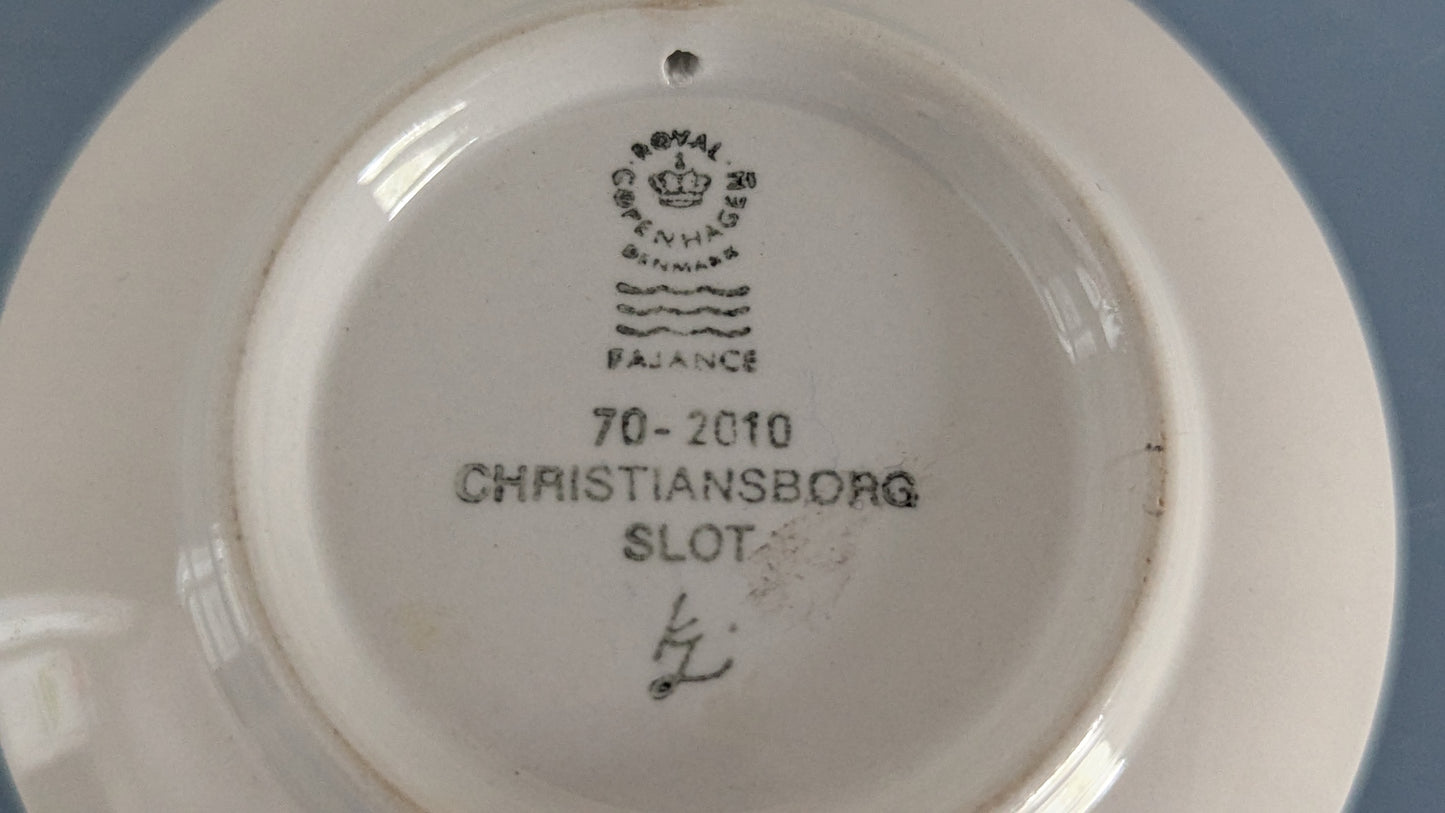 ROYAL
COPENHAGEN
DENMARK
FAJANCE
70-2010
CHRISTIANSBORG
SLOT